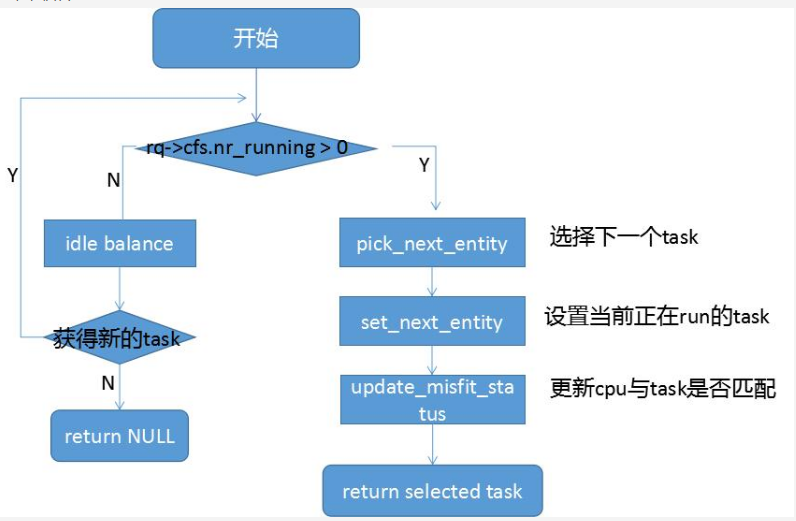 开始
rq->cfs.nr_running > 0
Y
N
Y
idle balance
pick_next_entity
选择下一个task
获得新的task
set_next_entity
设置当前正在run的task
N
update_misfit_sta
tus
更新cpu与task是否匹配
return NULL
return selected task